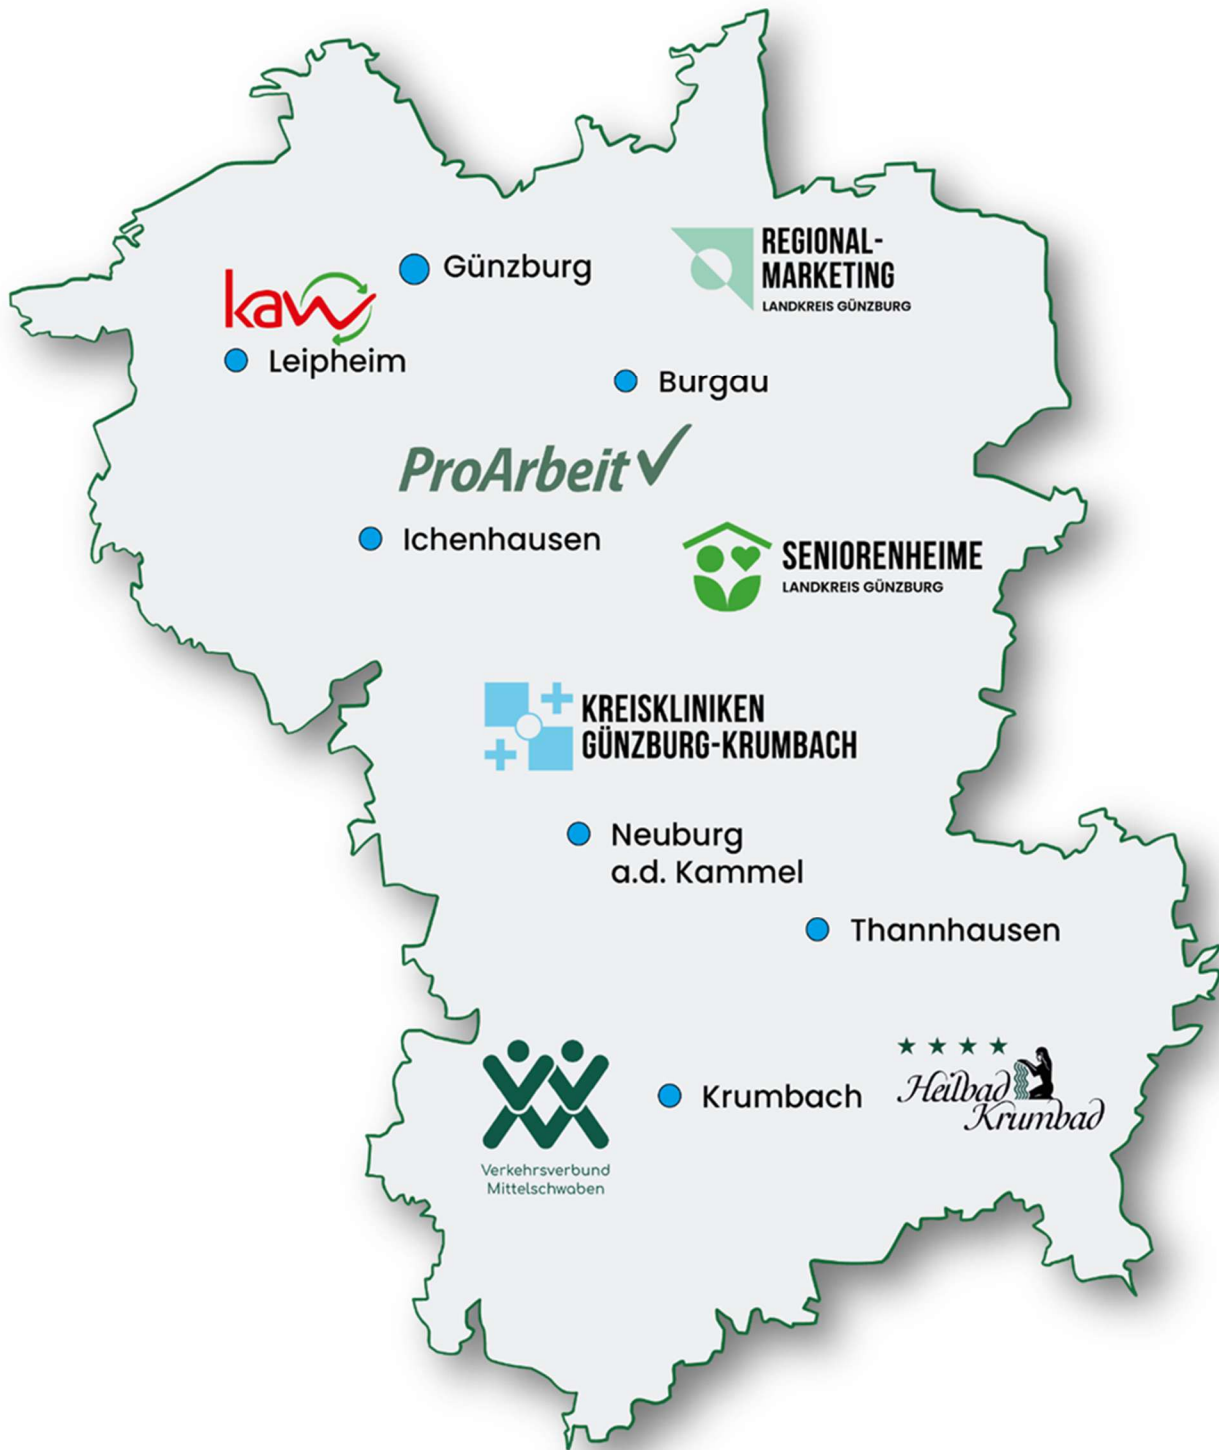 Günzburg
REGIONAL-
MARKETING
LANDKREIS GÜNZBURG
kaw
Leipheim
Burgau
ProArbeit
Ichenhausen
SENIORENHEIME
LANDKREIS GÜNZBURG
KREISKLINIKEN
GÜNZBURG-KRUMBACH
Neuburg
a.d. Kammel
Thannhausen
Verkehrsverbund
Mittelschwaben
Krumbach
Heilbad
Krumbad